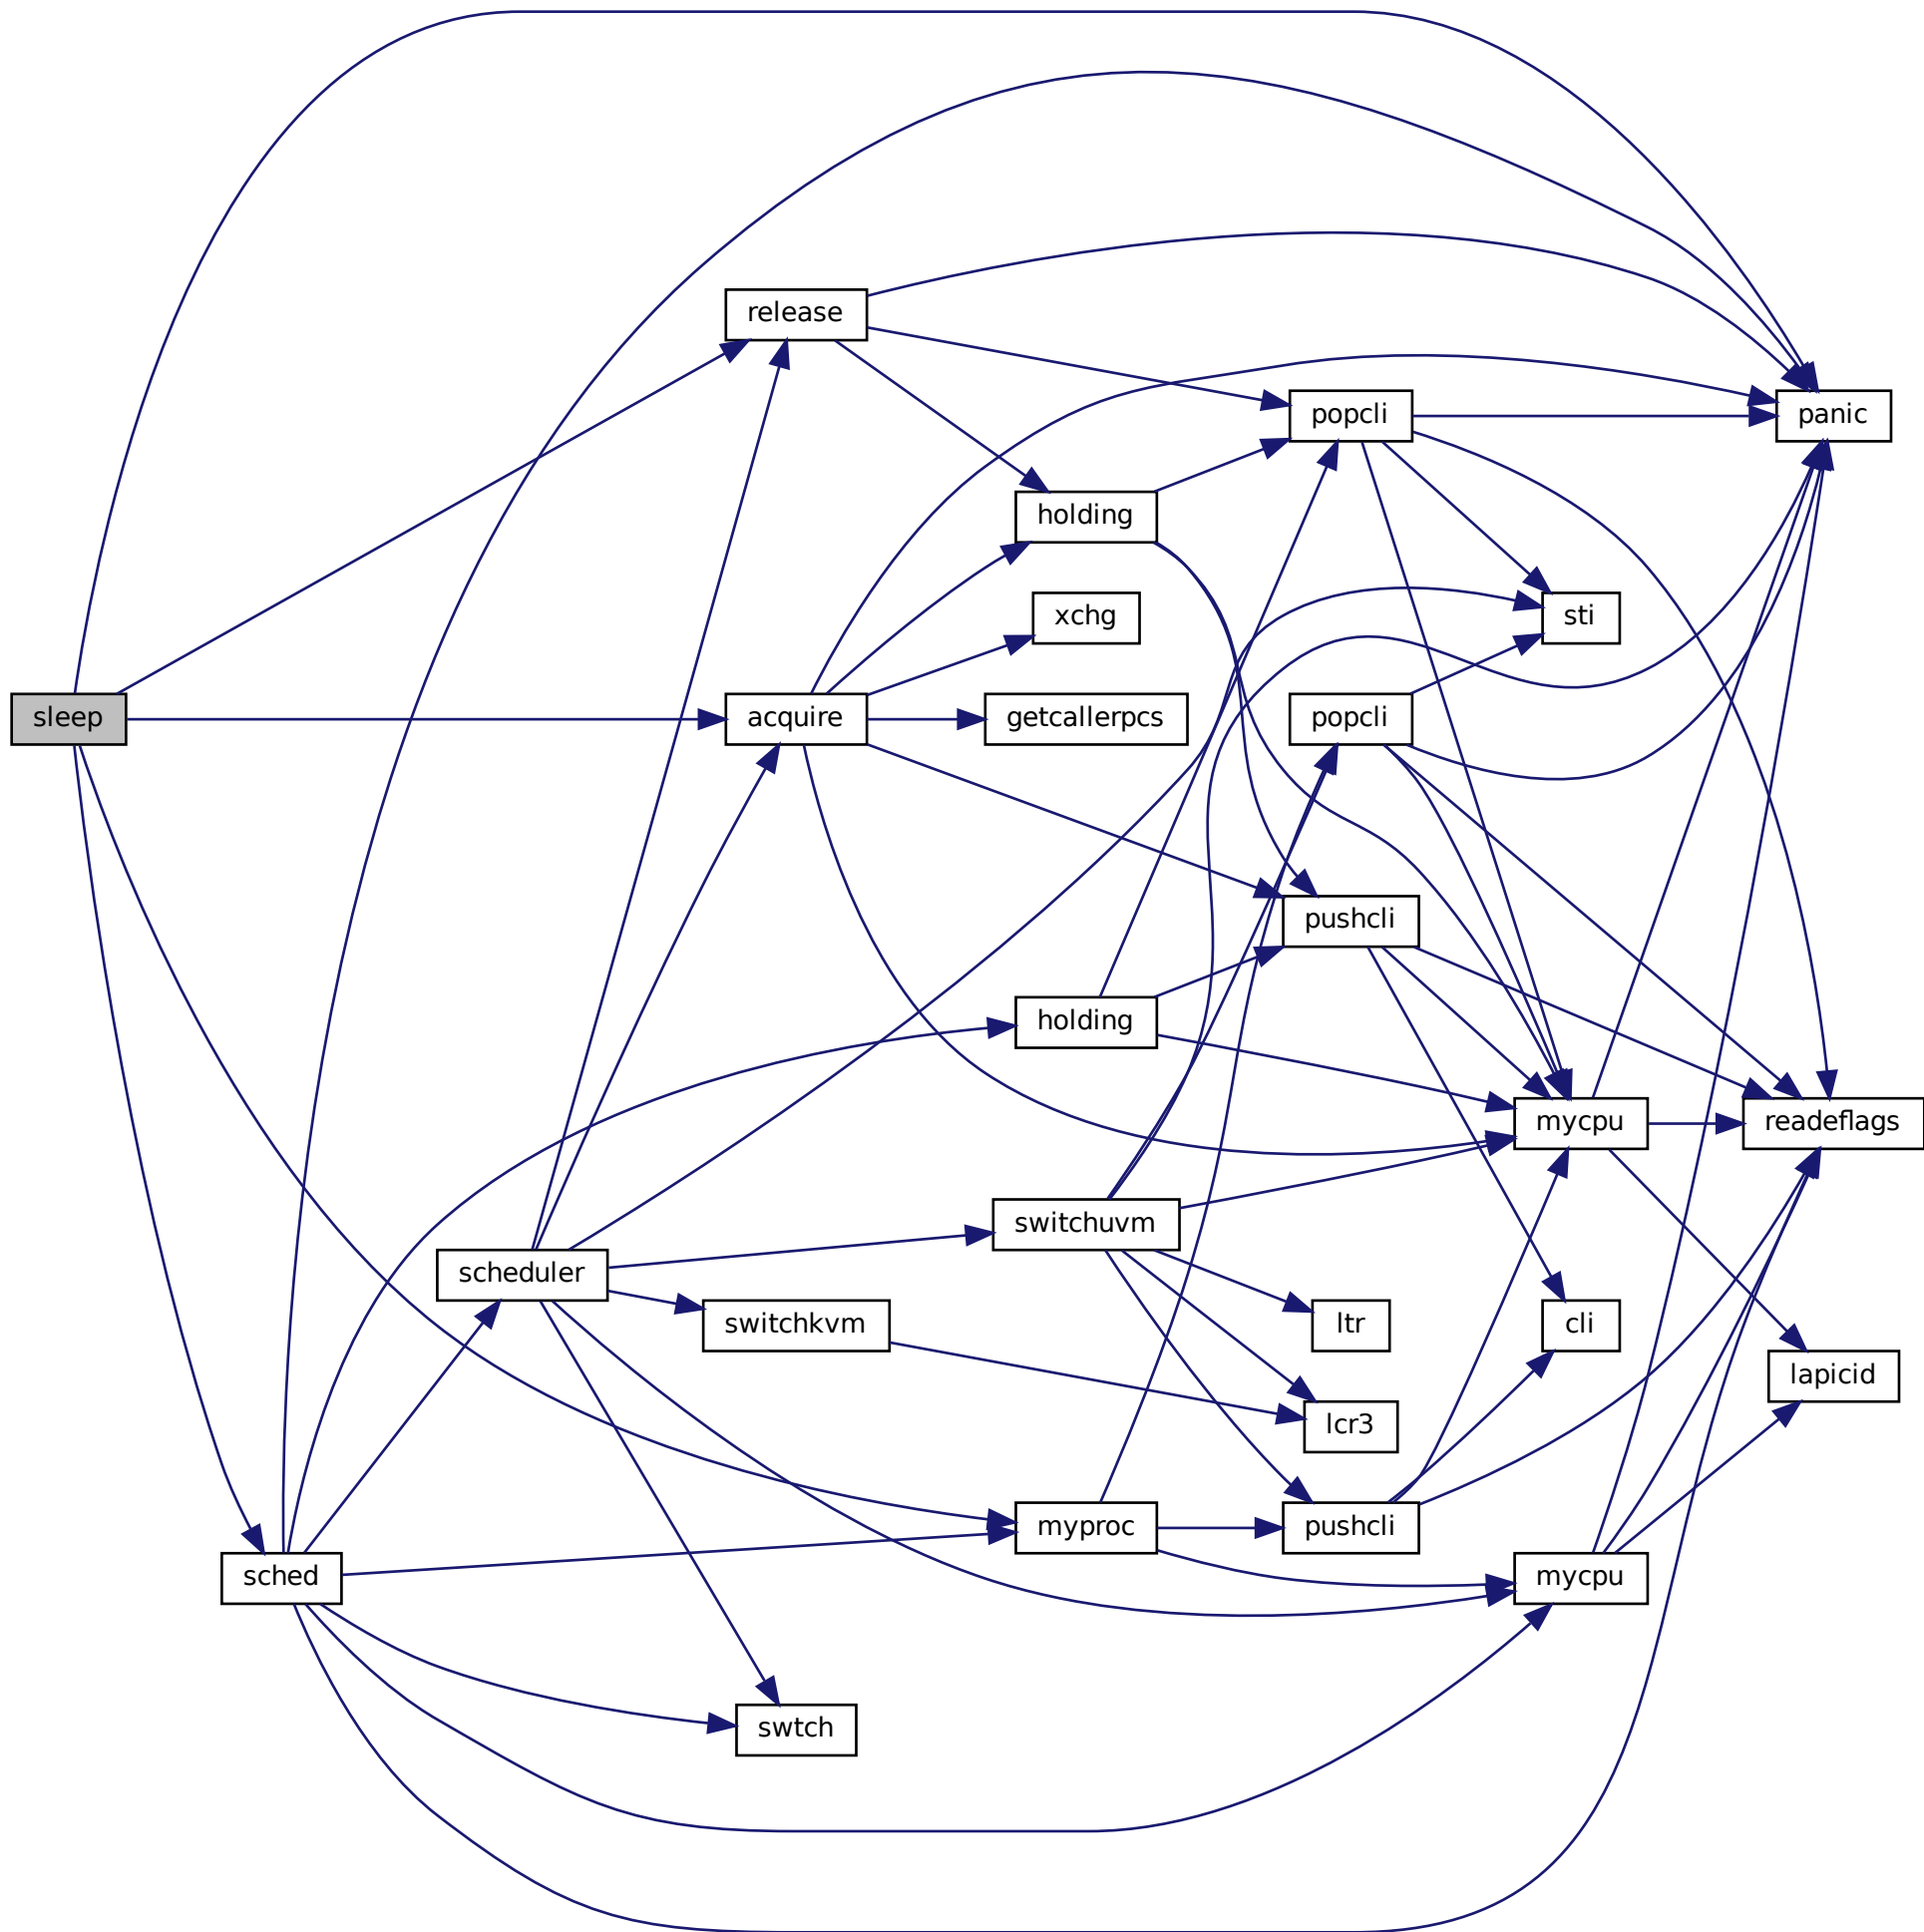 release
popcli
panic
holding
xchg
sti
sleep
acquire
getcallerpcs
popcli
pushcli
holding
mycpu
readeflags
switchuvm
scheduler
switchkvm
ltr
cli
lapicid
lcr3
myproc
pushcli
sched
mycpu
swtch